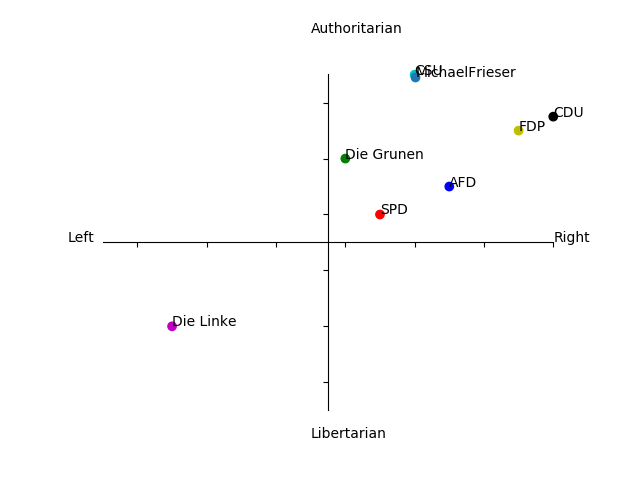 Authoritarian
CSU
MichaelFrieser
CDU
FDP
Die Grunen
AFD
SPD
Left
Right
Die Linke
Libertarian